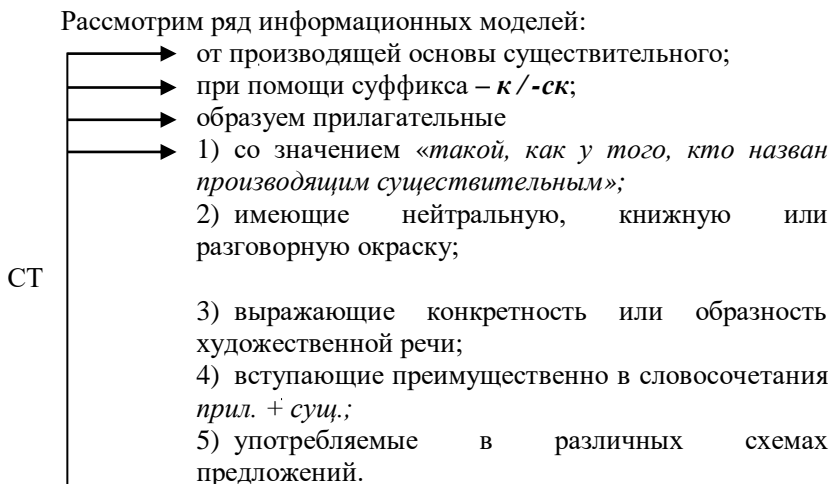 Рассмотрим ряд информационных моделей:
от производящей основы существительного;
при помощи суффикса – к / -ск;
образуем прилагательные
1) со значением «такой, как у того, кто назван
производящим существительным»;
2) имеющие нейтральную, книжную или
разговорную окраску;
СТ
3) выражающие конкретность или образность
художественной речи;
4) вступающие преимущественно в словосочетания
прил. + сущ.;
5) употребляемые в различных схемах
предложений.